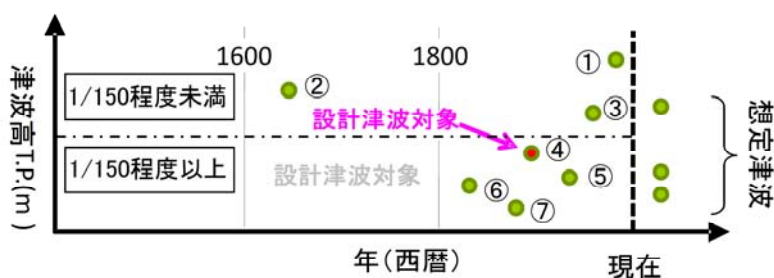 津波高T.P.(m)
1600
1800
①
②
1/150程度未満
設計津波対象
③
④
1/150程度以上
設計津波対象
⑤
⑥
⑦
想定津波
年(西暦)
現在